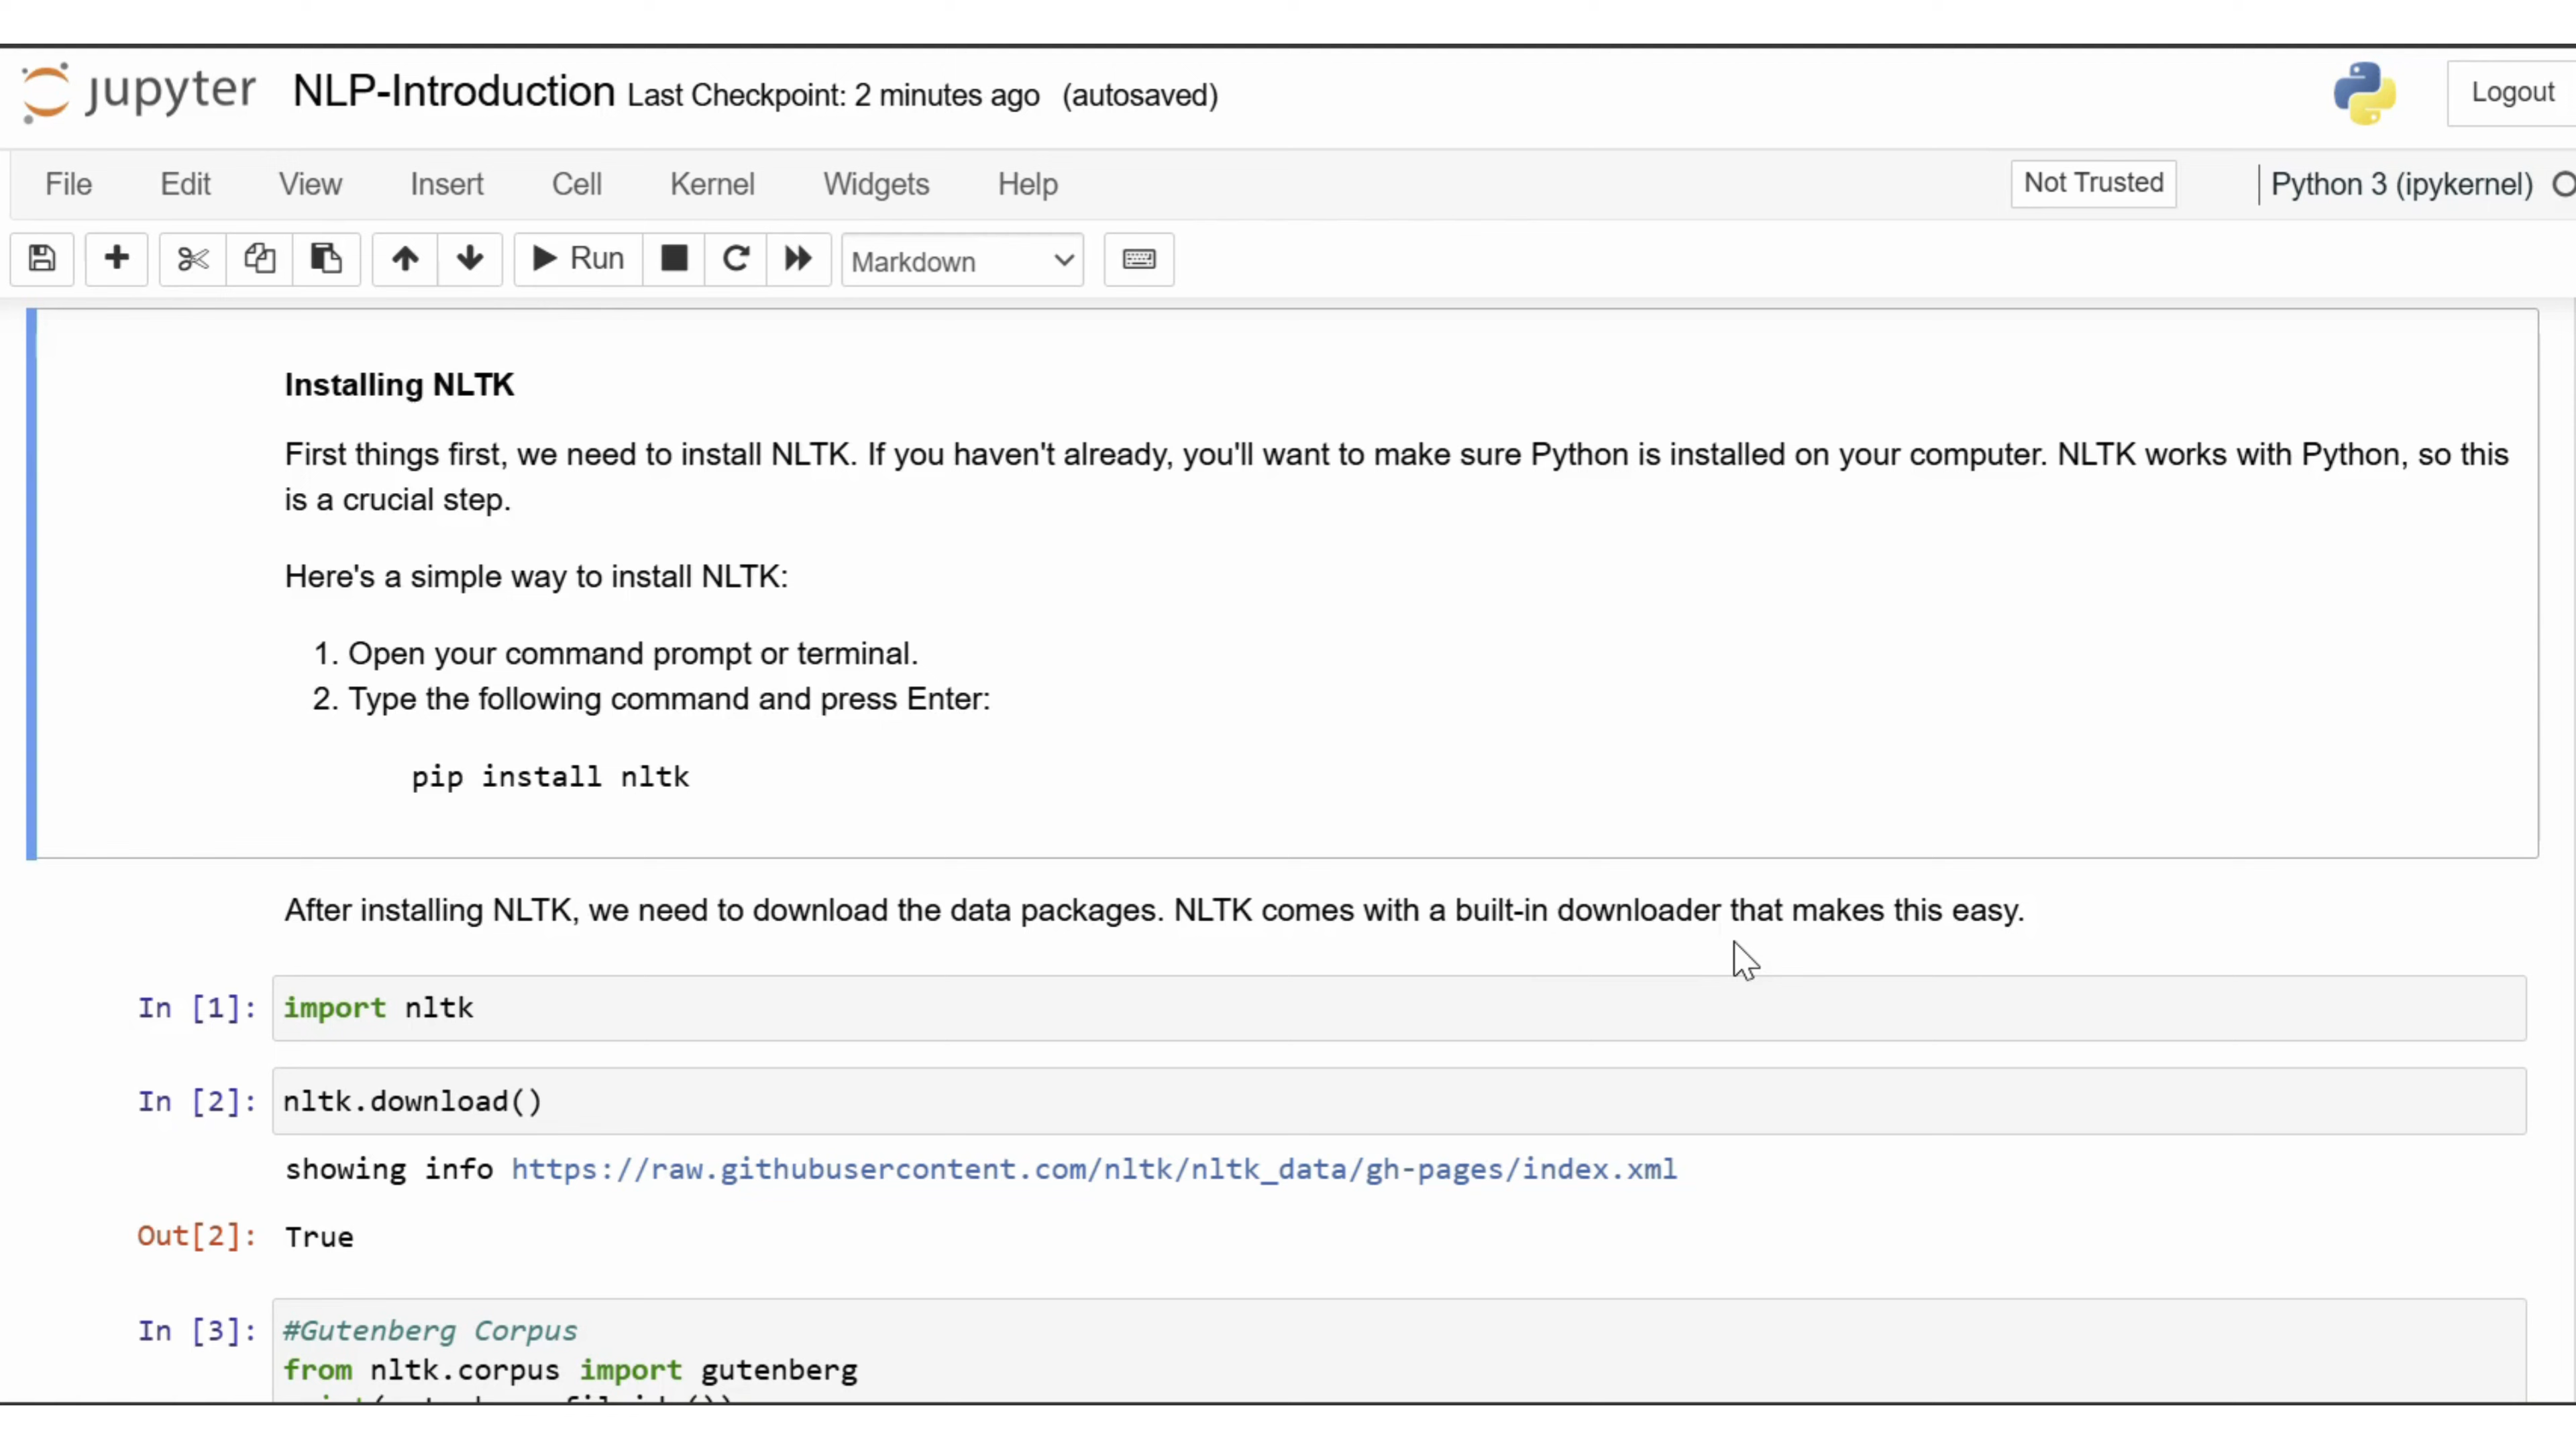 jupyter NLP-Introduction Last Checkpoint: 2 minutes ago (autosaved) Logout
File Edit View Insert Cell Kernel Widgets Help Not Trusted Python 3 (ipykernel)
Run Markdown
Installing NLTK
First things first, we need to install NLTK. If you haven't already, you'll want to make sure Python is installed on your computer. NLTK works with Python, so this
is a crucial step.
Here's a simple way to install NLTK:
1. Open your command prompt or terminal.
2. Type the following command and press Enter:
pip install nltk
After installing NLTK, we need to download the data packages. NLTK comes with a built-in downloader that makes this easy.
In [1]: import nltk
In [2]: nltk.download()
showing info https://raw.githubusercontent.com/nltk/nltk_data/gh-pages/index.xml
Out[2]: True
In [3]: #Gutenberg Corpus
from nltk.corpus import gutenberg